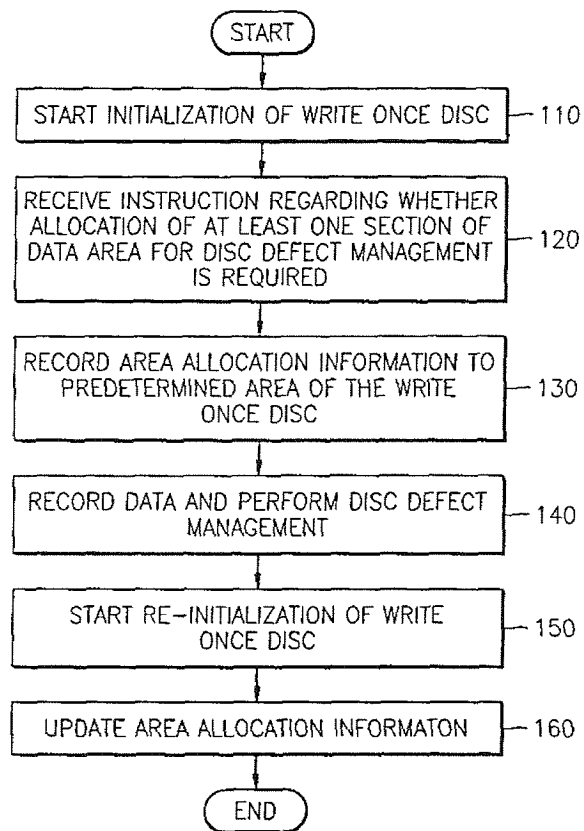 START
START INITIALIZATION OF WRITE ONCE DISC
110
RECEIVE INSTRUCTION REGARDING WHETHER
ALLOCATION OF AT LEAST ONE SECTION OF
DATA AREA FOR DISC DEFECT MANAGEMENT
IS REQUIRED
120
RECORD AREA ALLOCATION INFORMATION TO
PREDETERMINED AREA OF THE WRITE
ONCE DISC
130
RECORD DATA AND PERFORM DISC DEFECT
MANAGEMENT
140
START RE-INITIALIZATION OF WRITE
ONCE DISC
150
UPDATE AREA ALLOCATION INFORMATON
160
END